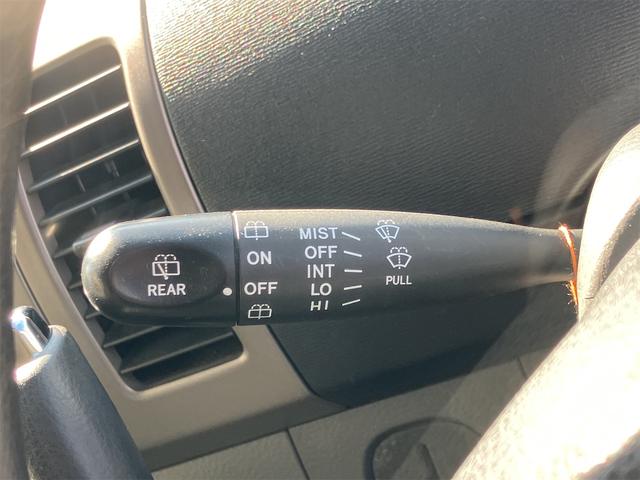 REAR
ON
OFF
MIST
OFF
INT
LO
HI
PULL